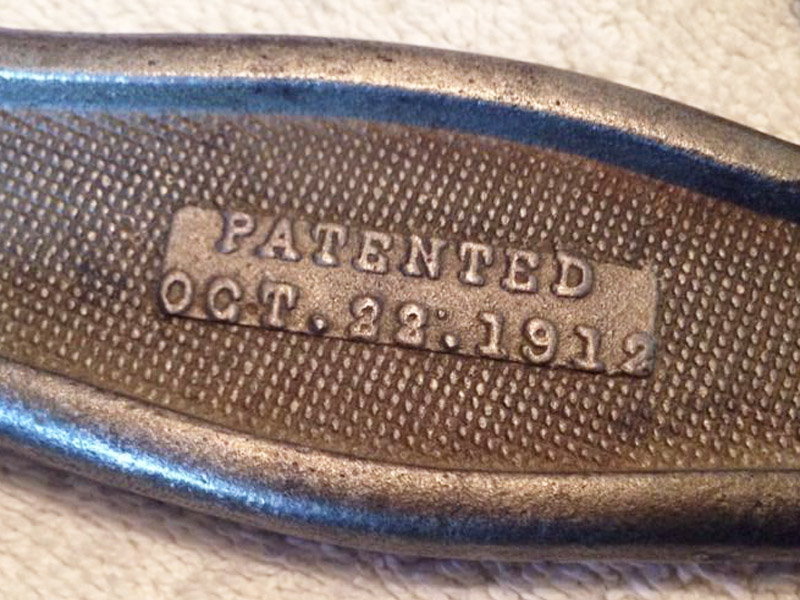 PATENTED
OCT. 22. 1912